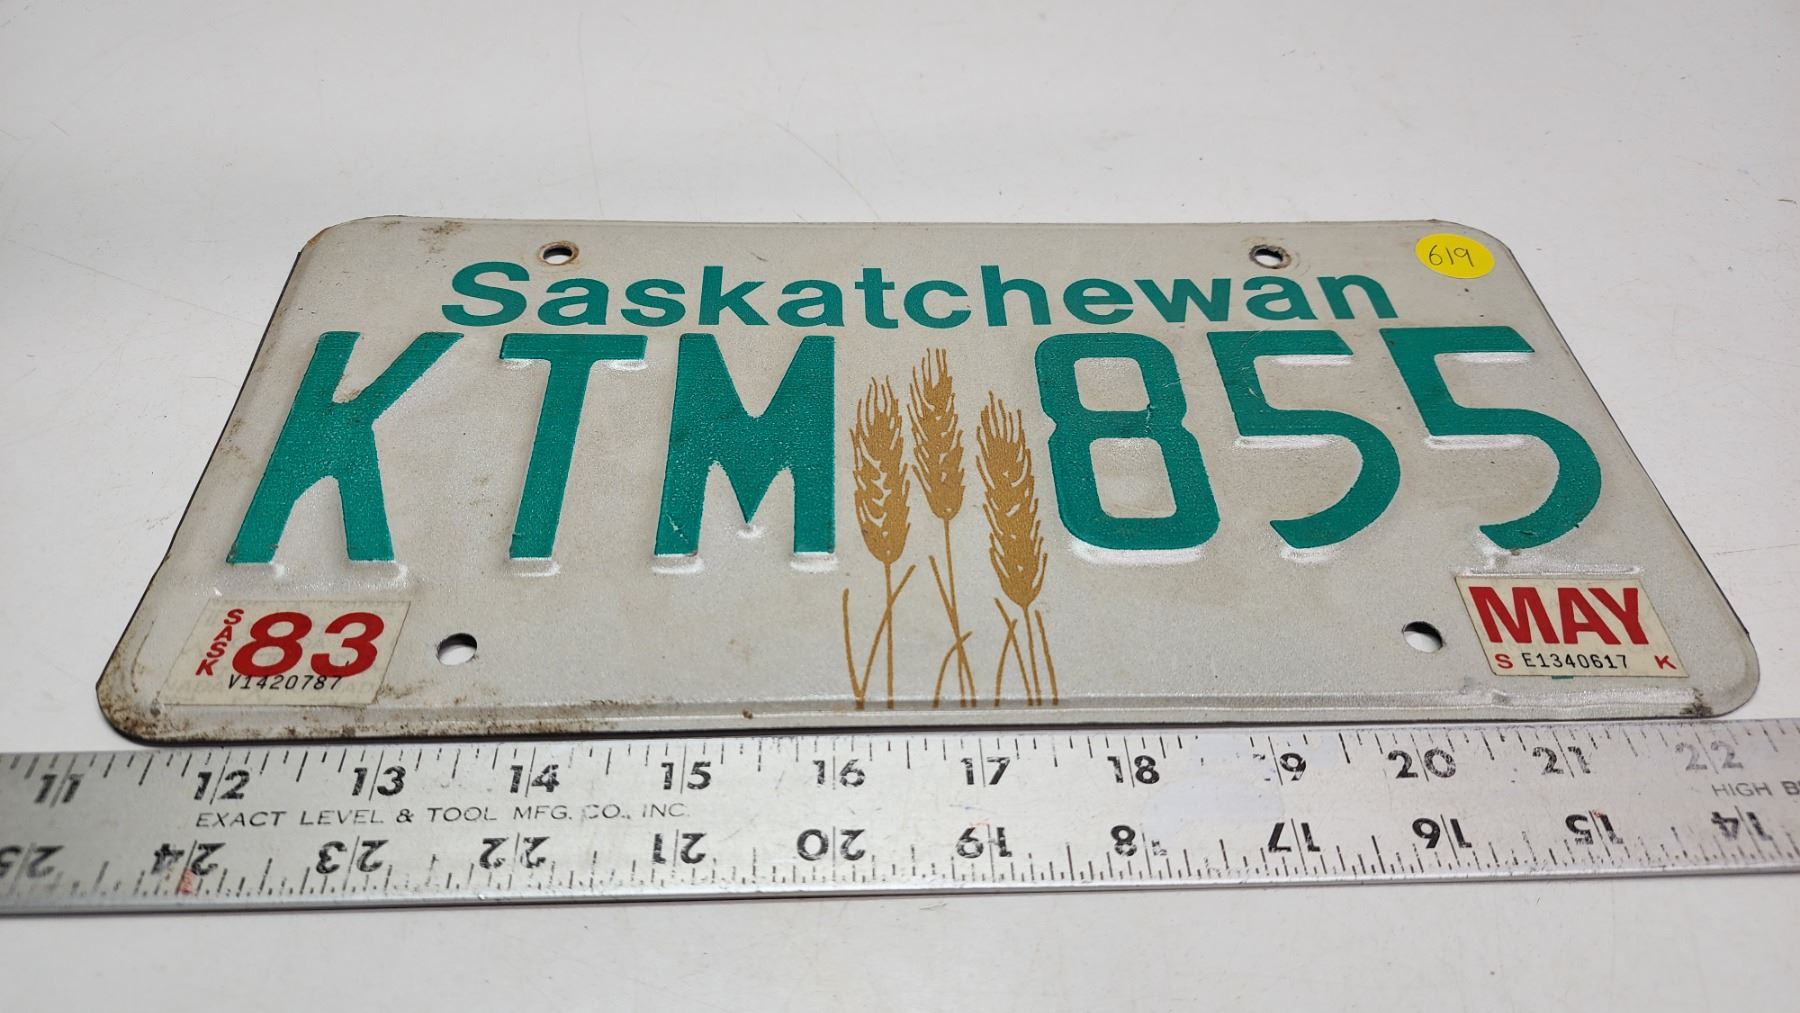 619
Saskatchewan
KTM 855
SASK 83
V1420787
MAY
S E1340617 K
11 12 13 14 15 16 17 18 19 20 21 22
EXACT LEVEL & TOOL MFG. CO., INC. HIGH
25 24 23 22 21 20 19 18 17 16 15 14